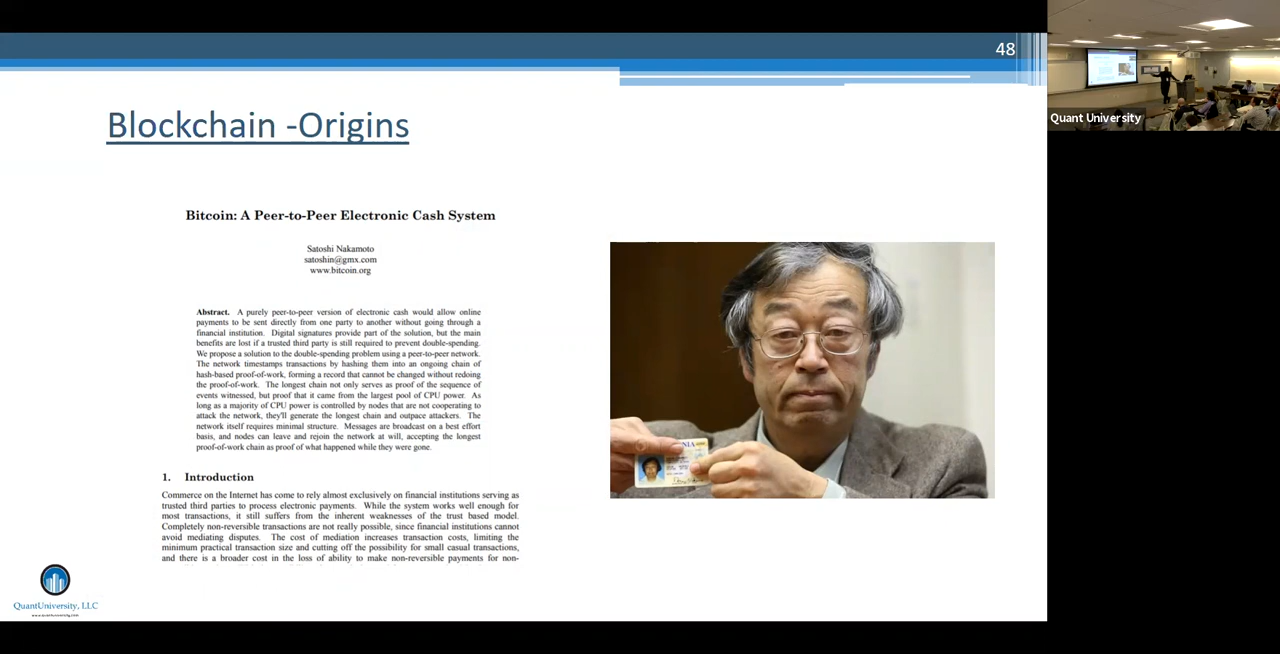 48
Quant University
Blockchain -Origins
Bitcoin: A Peer-to-Peer Electronic Cash System
Satoshi Nakamoto
satoshin@gmx.com
www.bitcoin.org
Abstract. A purely peer-to-peer version of electronic cash would allow online
payments to be sent directly from one party to another without going through a
financial institution. Digital signatures provide part of the solution, but the main
benefits are lost if a trusted third party is still required to prevent double-spending.
We propose a solution to the double-spending problem using a peer-to-peer network.
The network timestamps transactions by hashing them into an ongoing chain of
hash-based proof-of-work, forming a record that cannot be changed without redoing
the proof-of-work. The longest chain not only serves as proof of the sequence of
events witnessed, but proof that it came from the largest pool of CPU power. As
long as a majority of CPU power is controlled by nodes that are not cooperating to
attack the network, they'll generate the longest chain and outpace attackers. The
network itself requires minimal structure. Messages are broadcast on a best effort
basis, and nodes can leave and rejoin the network at will, accepting the longest
proof-of-work chain as proof of what happened while they were gone.
1. Introduction
Commerce on the Internet has come to rely almost exclusively on financial institutions serving as
trusted third parties to process electronic payments. While the system works well enough for
most transactions, it still suffers from the inherent weaknesses of the trust based model.
Completely non-reversible transactions are not really possible, since financial institutions cannot
avoid mediating disputes. The cost of mediation increases transaction costs, limiting the
minimum practical transaction size and cutting off the possibility for small casual transactions,
and there is a broader cost in the loss of ability to make non-reversible payments for non-
NIA
QuantUniversity, LLC